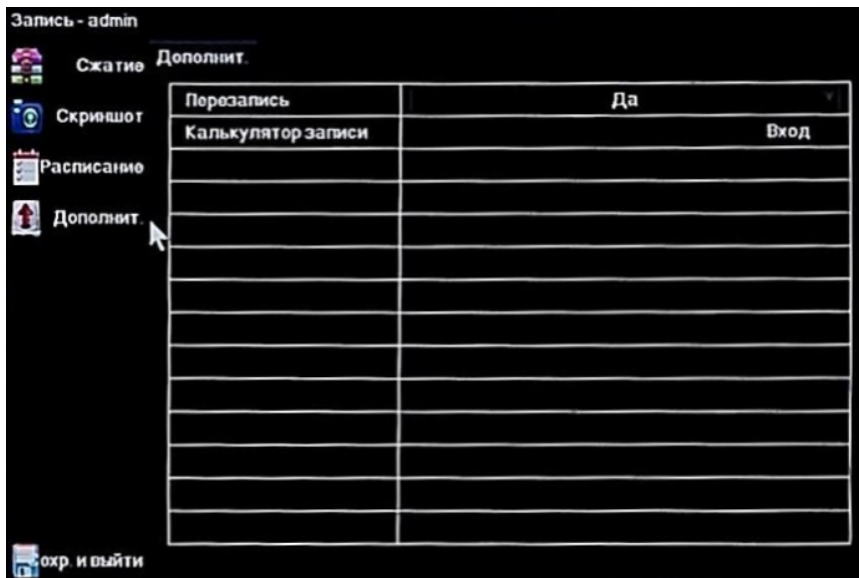 Запись - admin
Сжатие
Скриншот
Расписание
Дополнит.
Дополнит.
Перезапись Да
Калькулятор записи Вход
охр. и выйти